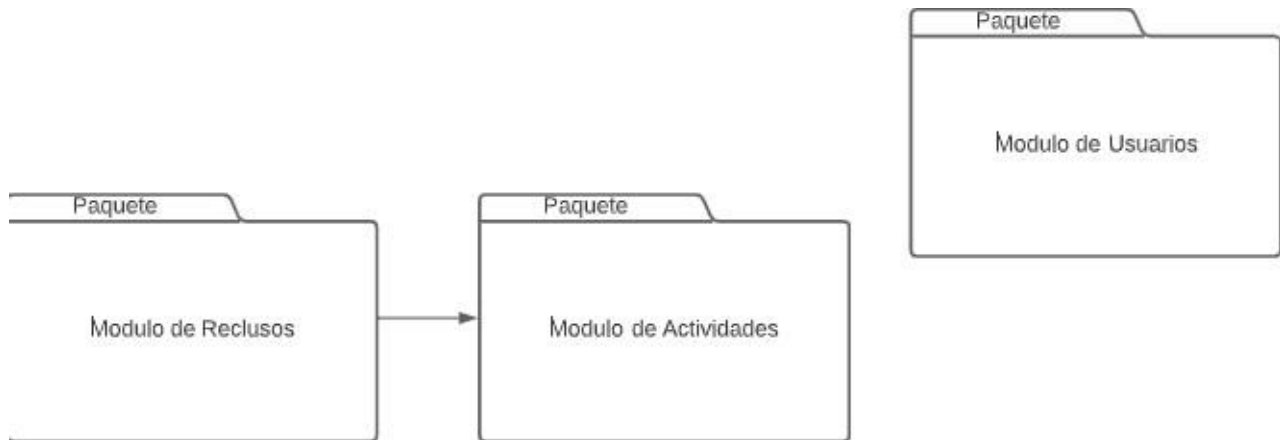 Paquete
Modulo de Usuarios
Paquete
Modulo de Reclusos
Paquete
Modulo de Actividades